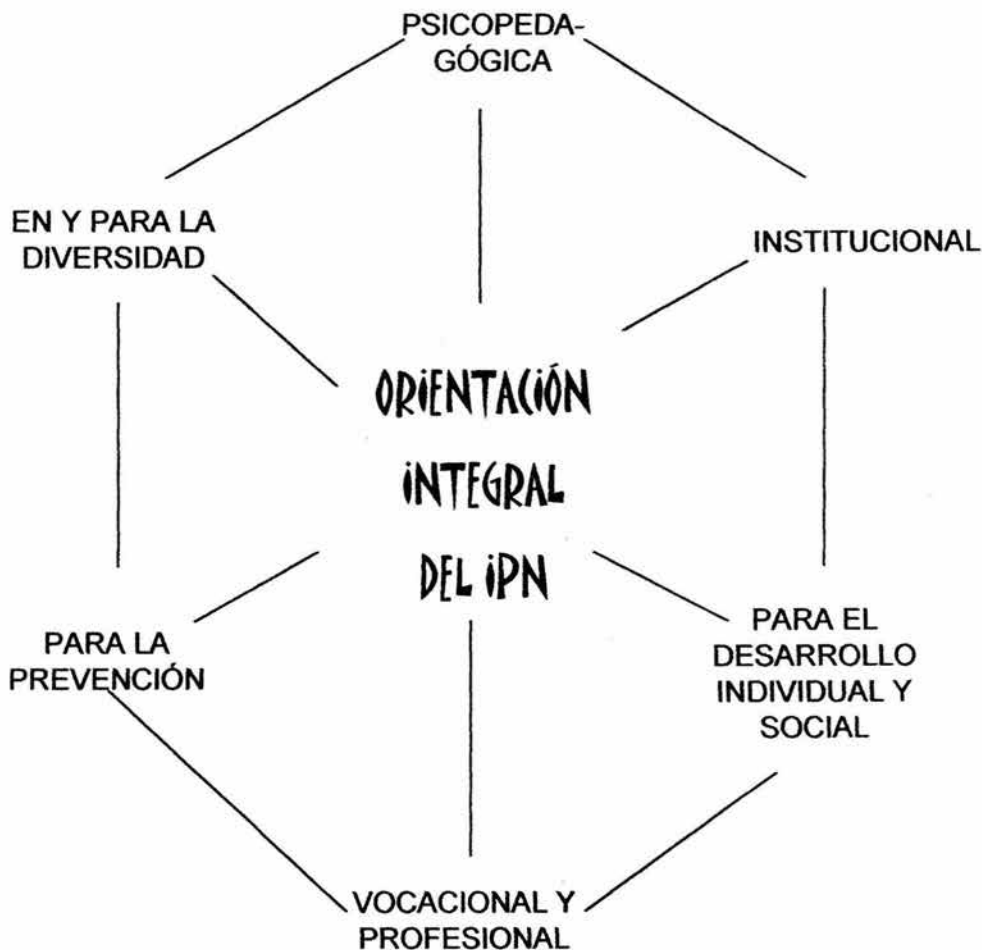 PSICOPEDA-
GÓGICA
EN Y PARA LA
DIVERSIDAD
INSTITUCIONAL
ORIENTACIÓN
INTEGRAL
DEL IPN
PARA LA
PREVENCIÓN
PARA EL
DESARROLLO
INDIVIDUAL Y
SOCIAL
VOCACIONAL Y
PROFESIONAL